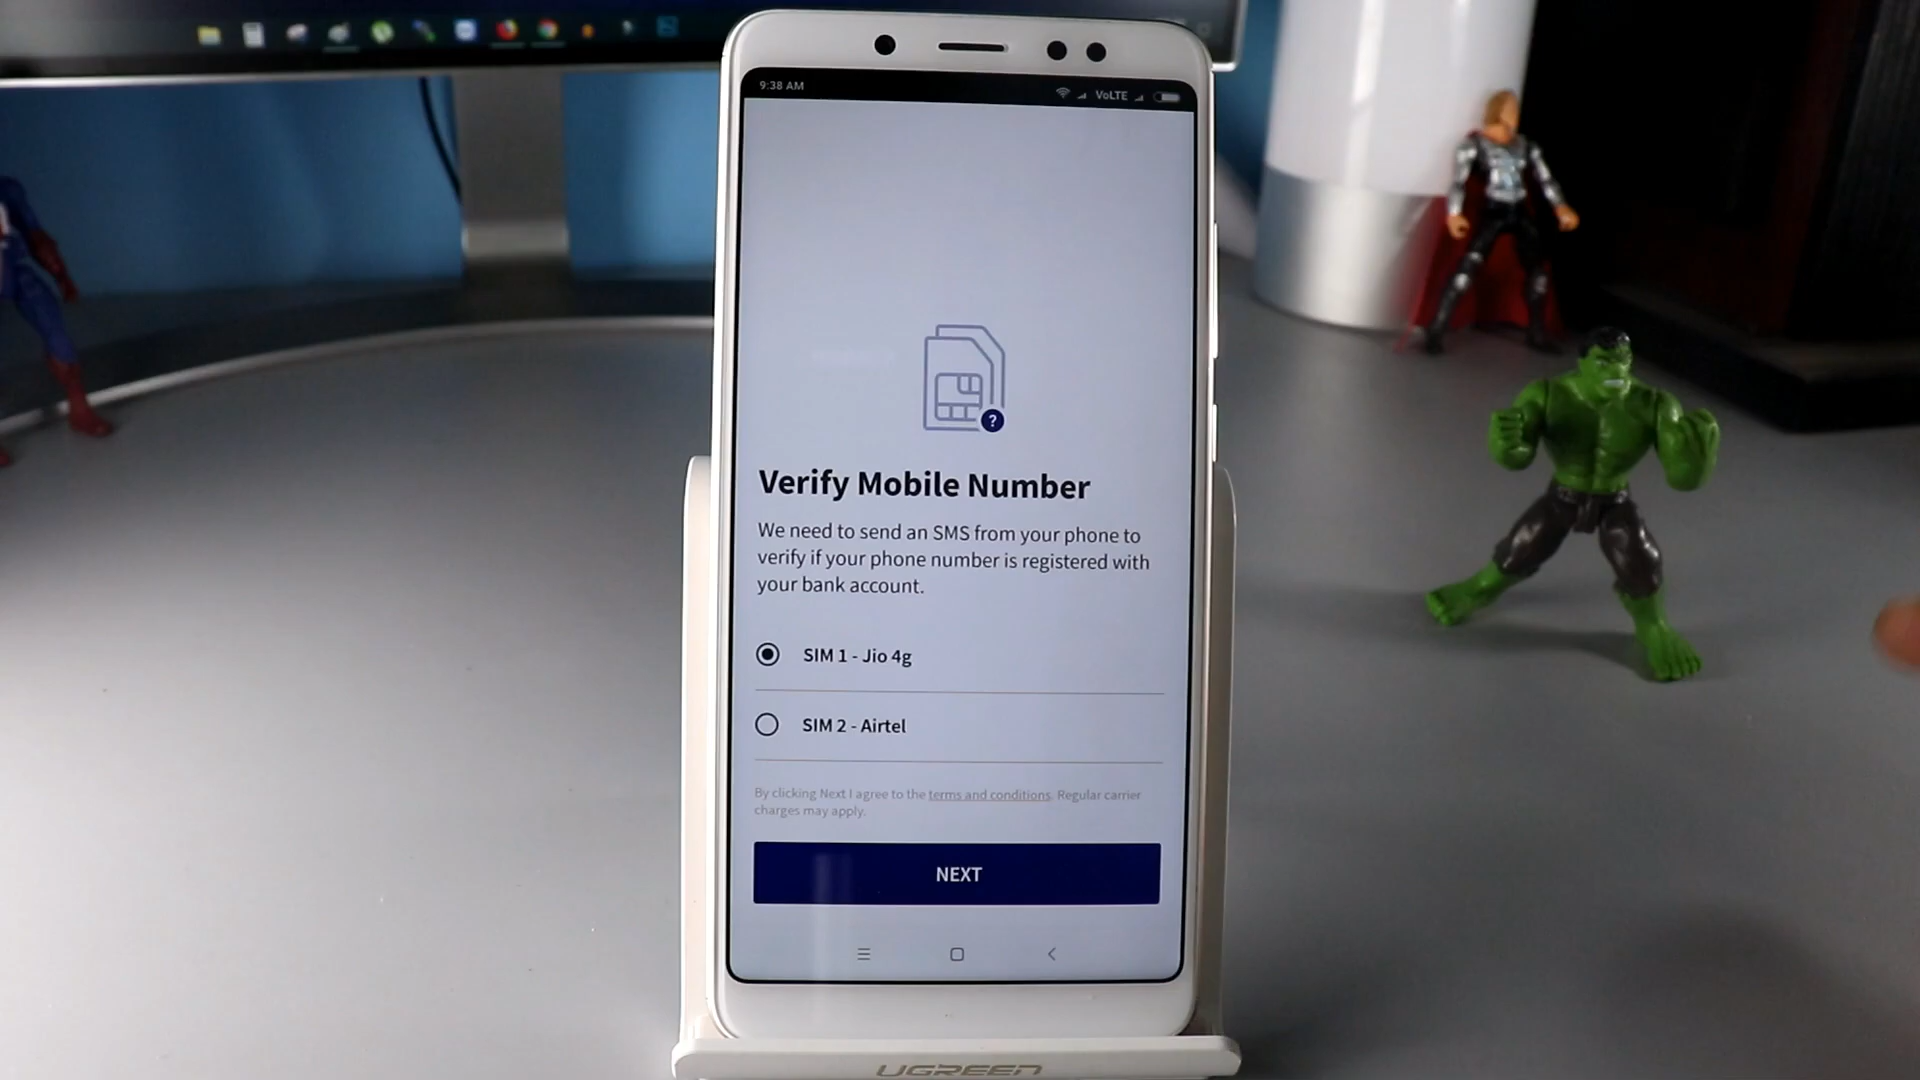 9:38 AM
VoLTE
?
Verify Mobile Number
We need to send an SMS from your phone to
verify if your phone number is registered with
your bank account.
SIM 1 - Jio 4g
SIM 2 - Airtel
By clicking Next I agree to the terms and conditions. Regular carrier
charges may apply.
NEXT
UGREEN